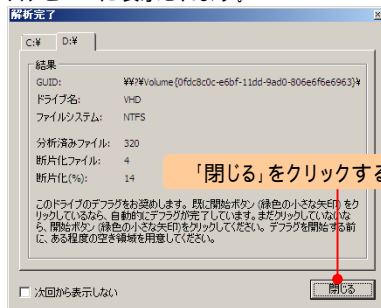 解析完了
C:¥ D:¥
結果
GUID: ¥¥?¥Volume{0fdc8c0c-e6bf-11dd-9ad0-806e6f6e6963}¥
ドライブ名: VHD
ファイルシステム: NTFS
分析済みファイル: 320
断片化ファイル: 4
断片化(%): 14
「閉じる」をクリックする
このドライブのデフラグをお奨めします。既に開始ボタン(緑色の小さな矢印)をク
リックしているなら、自動的にデフラグが完了しています。まだクリックしていないな
ら、開始ボタン(緑色の小さな矢印)をクリックしてください。デフラグを開始する前
に、ある程度の空き領域を用意してください。
次回から表示しない 閉じる